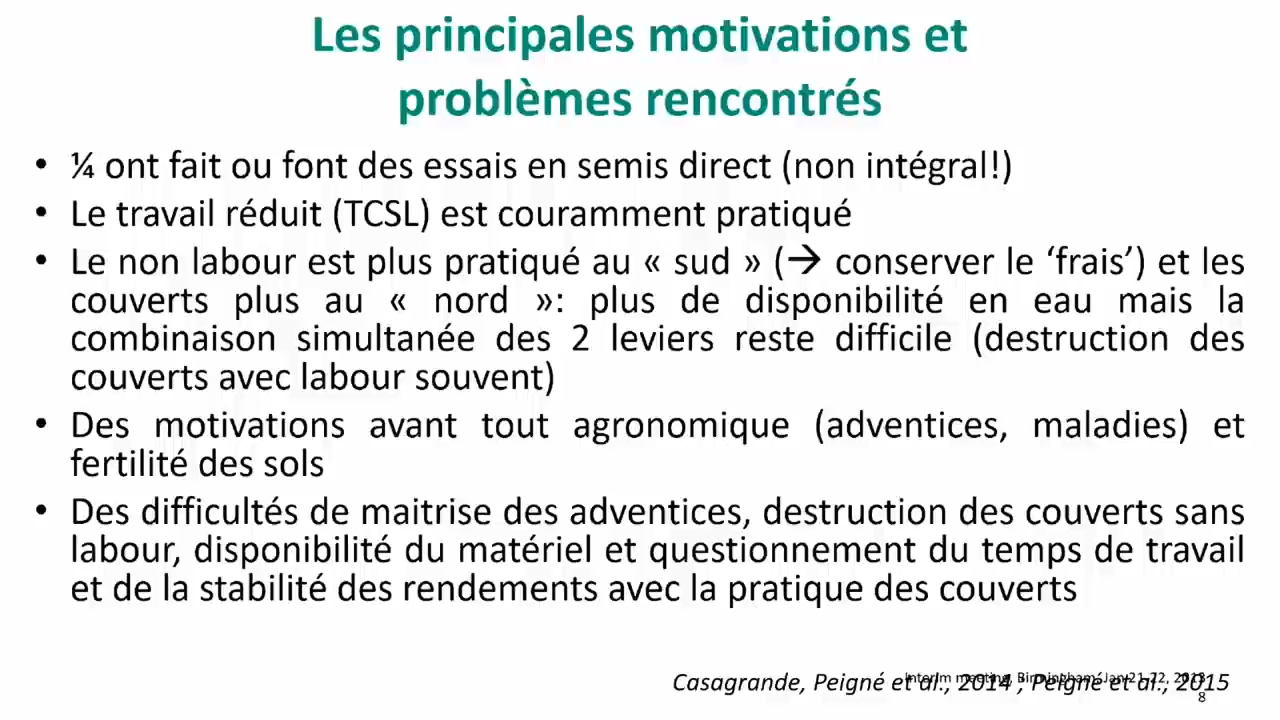 Les principales motivations et
problèmes rencontrés
• ¼ ont fait ou font des essais en semis direct (non intégral!)
• Le travail réduit (TCSL) est couramment pratiqué
• Le non labour est plus pratiqué au « sud » (→ conserver le ‘frais’) et les
couverts plus au « nord »: plus de disponibilité en eau mais la
combinaison simultanée des 2 leviers reste difficile (destruction des
couverts avec labour souvent)
• Des motivations avant tout agronomique (adventices, maladies) et
fertilité des sols
• Des difficultés de maitrise des adventices, destruction des couverts sans
labour, disponibilité du matériel et questionnement du temps de travail
et de la stabilité des rendements avec la pratique des couverts
Casagrande, Peigné et al., 2014 ; Peigné et al., 2015
Interim meeting, Birmingham, Jan 21-22,
8